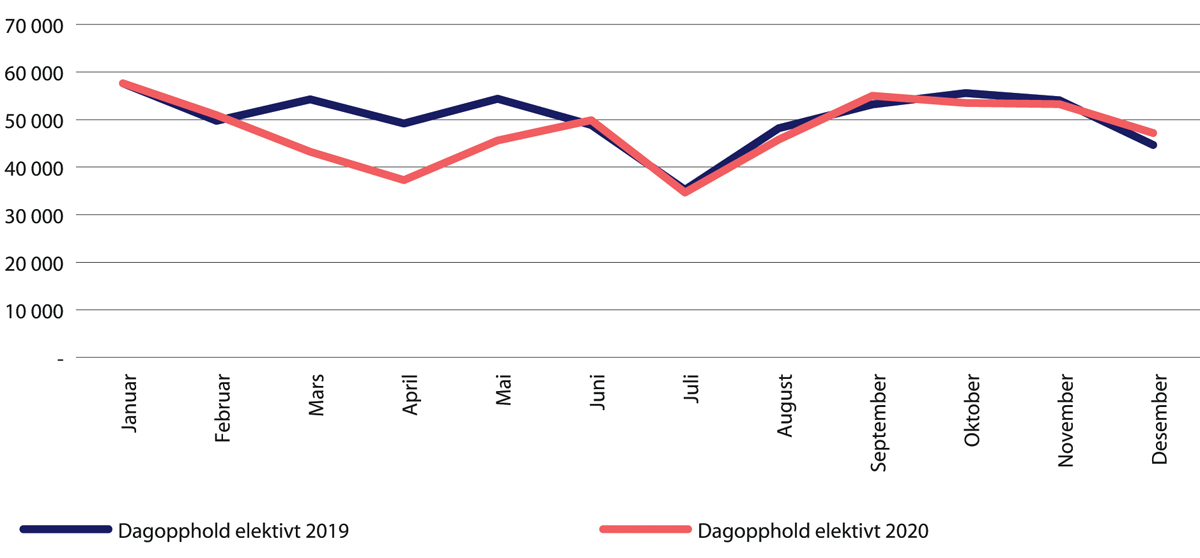 70 000
60 000
50 000
40 000
30 000
20 000
10 000
-
Januar
Februar
Mars
April
Mai
Juni
Juli
August
September
Oktober
November
Desember
Dagopphold elektivt 2019
Dagopphold elektivt 2020